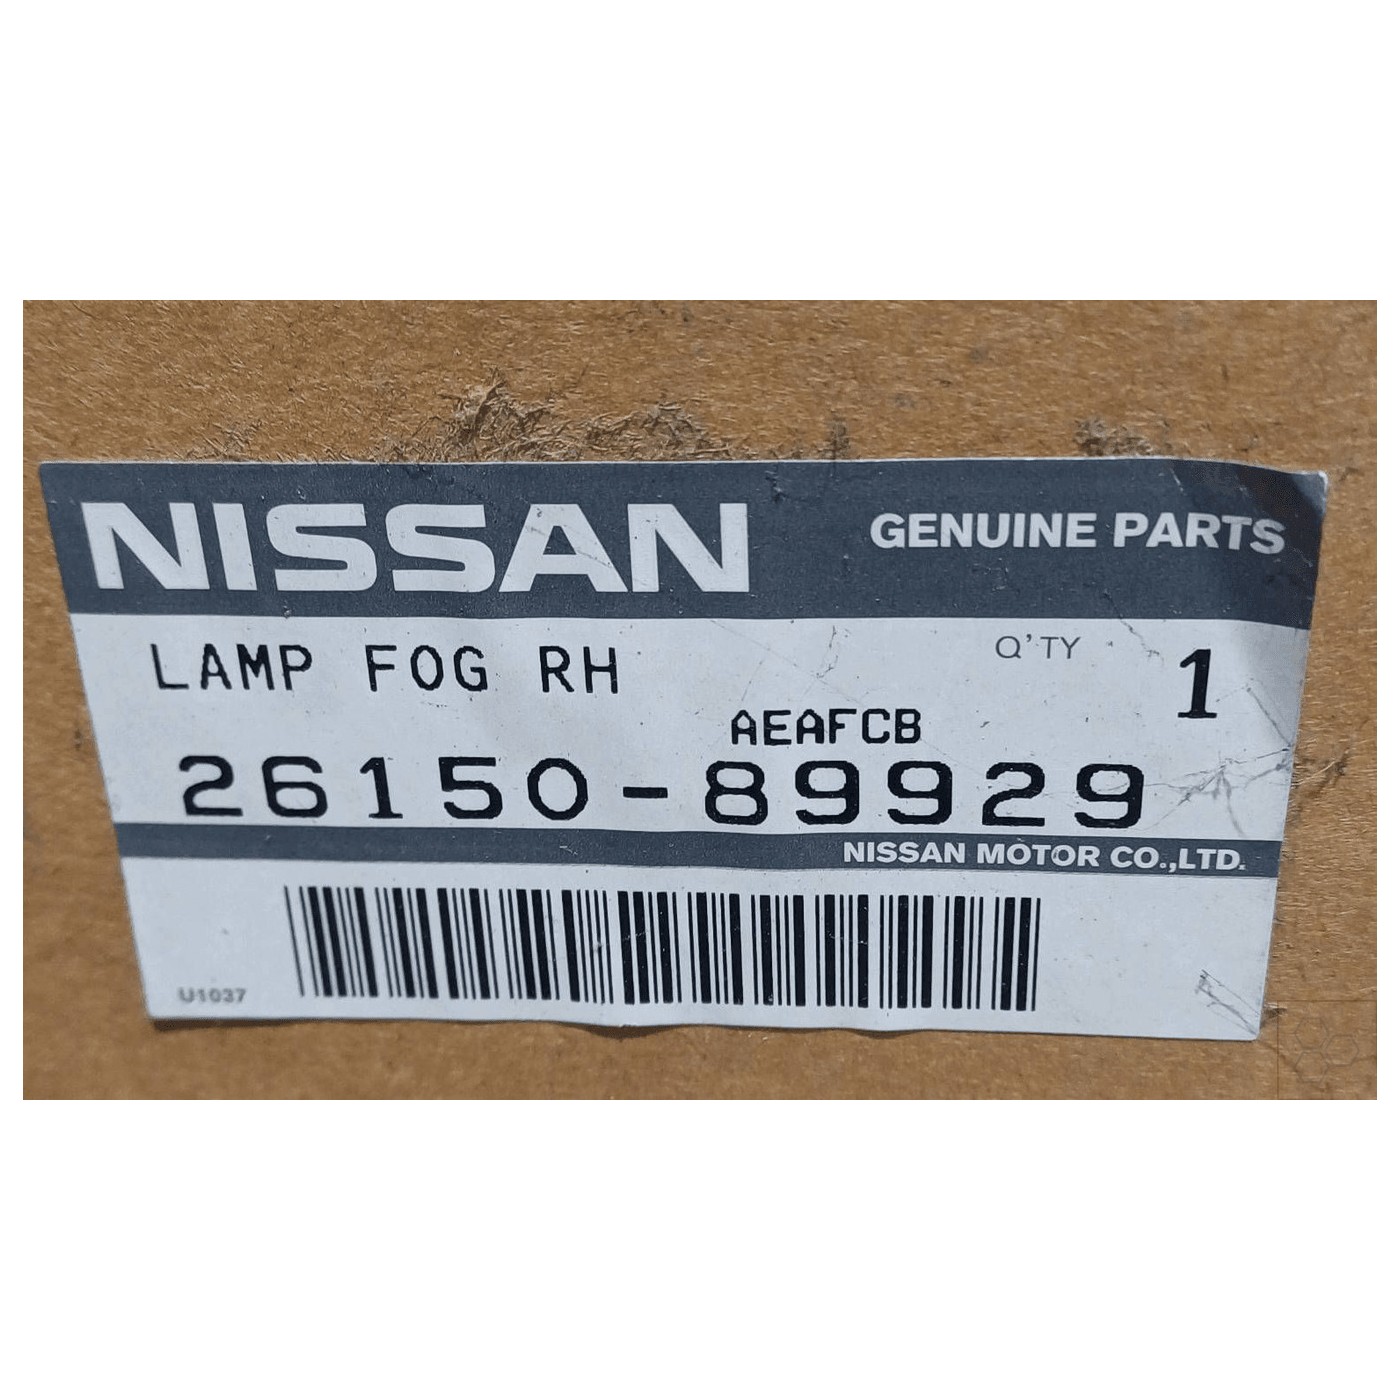 NISSAN GENUINE PARTS
LAMP FOG RH Q'TY 1
AEAFCB
26150-89929
NISSAN MOTOR CO.,LTD.
U1037